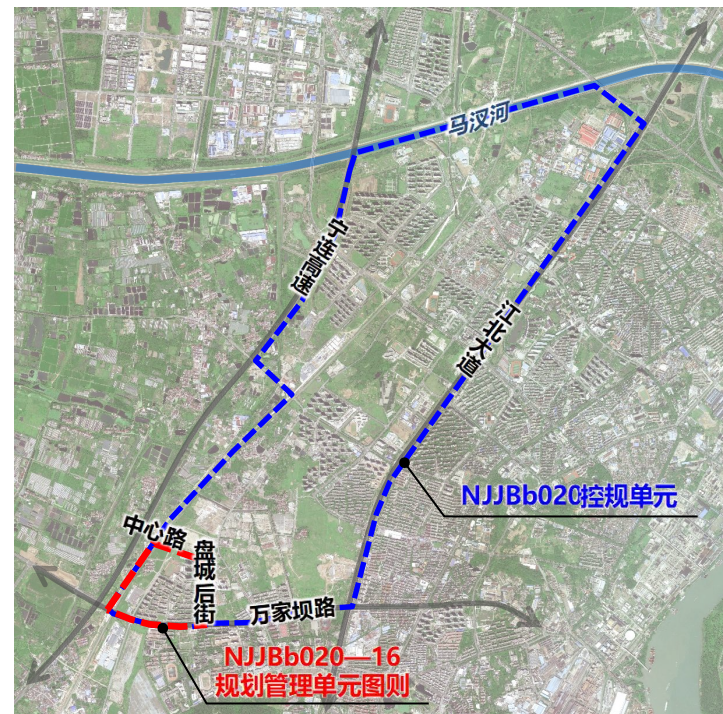 马汊河
宁连高速
江北大道
NJJBb020控规单元
中心路
盘城后街
万家坝路
NJJBb020—16
规划管理单元图则